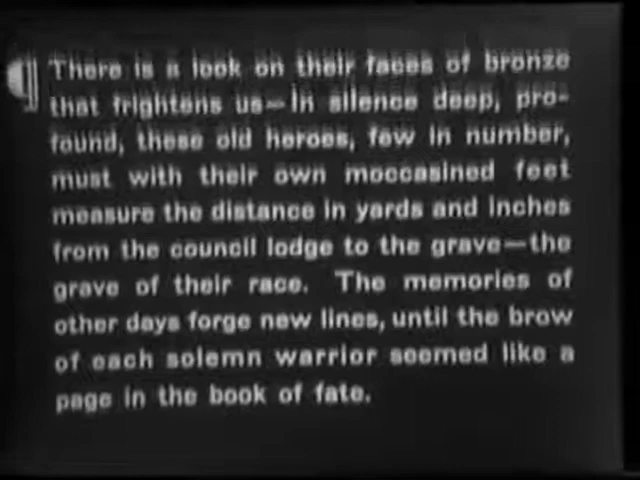 There is a look on their faces of bronze
that frightens us—In silence deep, pro-
found, these old heroes, few in number,
must with their own moccasined feet
measure the distance in yards and inches
from the council lodge to the grave—the
grave of their race. The memories of
other days forge new lines, until the brow
of each solemn warrior seemed like a
page in the book of fate.